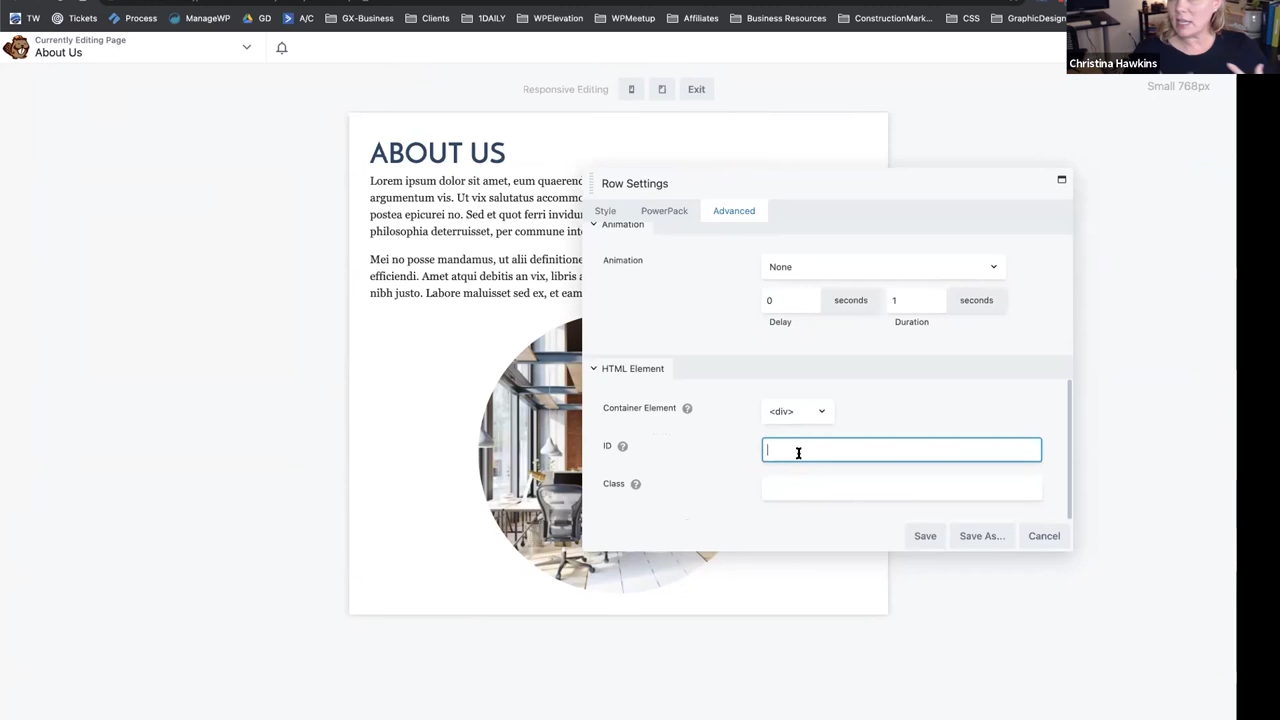 TW Tickets Process ManageWP GD A/C GX-Business Clients 1DAILY WPElevation WPMeetup Affiliates Business Resources ConstructionMark... CSS GraphicDesign
Christina Hawkins
Currently Editing Page
About Us
Responsive Editing Exit
Small 768px
ABOUT US
Lorem ipsum dolor sit amet, eum quaerend
argumentum vis. Ut vix salutatus accommo
postea epicurei no. Sed et quot ferri invidun
philosophia deterruisset, per commune inte
Mei no posse mandamus, ut alii definitione
efficiendi. Amet atqui debitis an vix, libris a
nibh justo. Lorem maluisset sed ex, et eam
Row Settings
Style PowerPack Advanced
Animation
Animation None
0 seconds 1 seconds
Delay Duration
HTML Element
Container Element ? <div>
ID ?
Class ?
Save Save As... Cancel